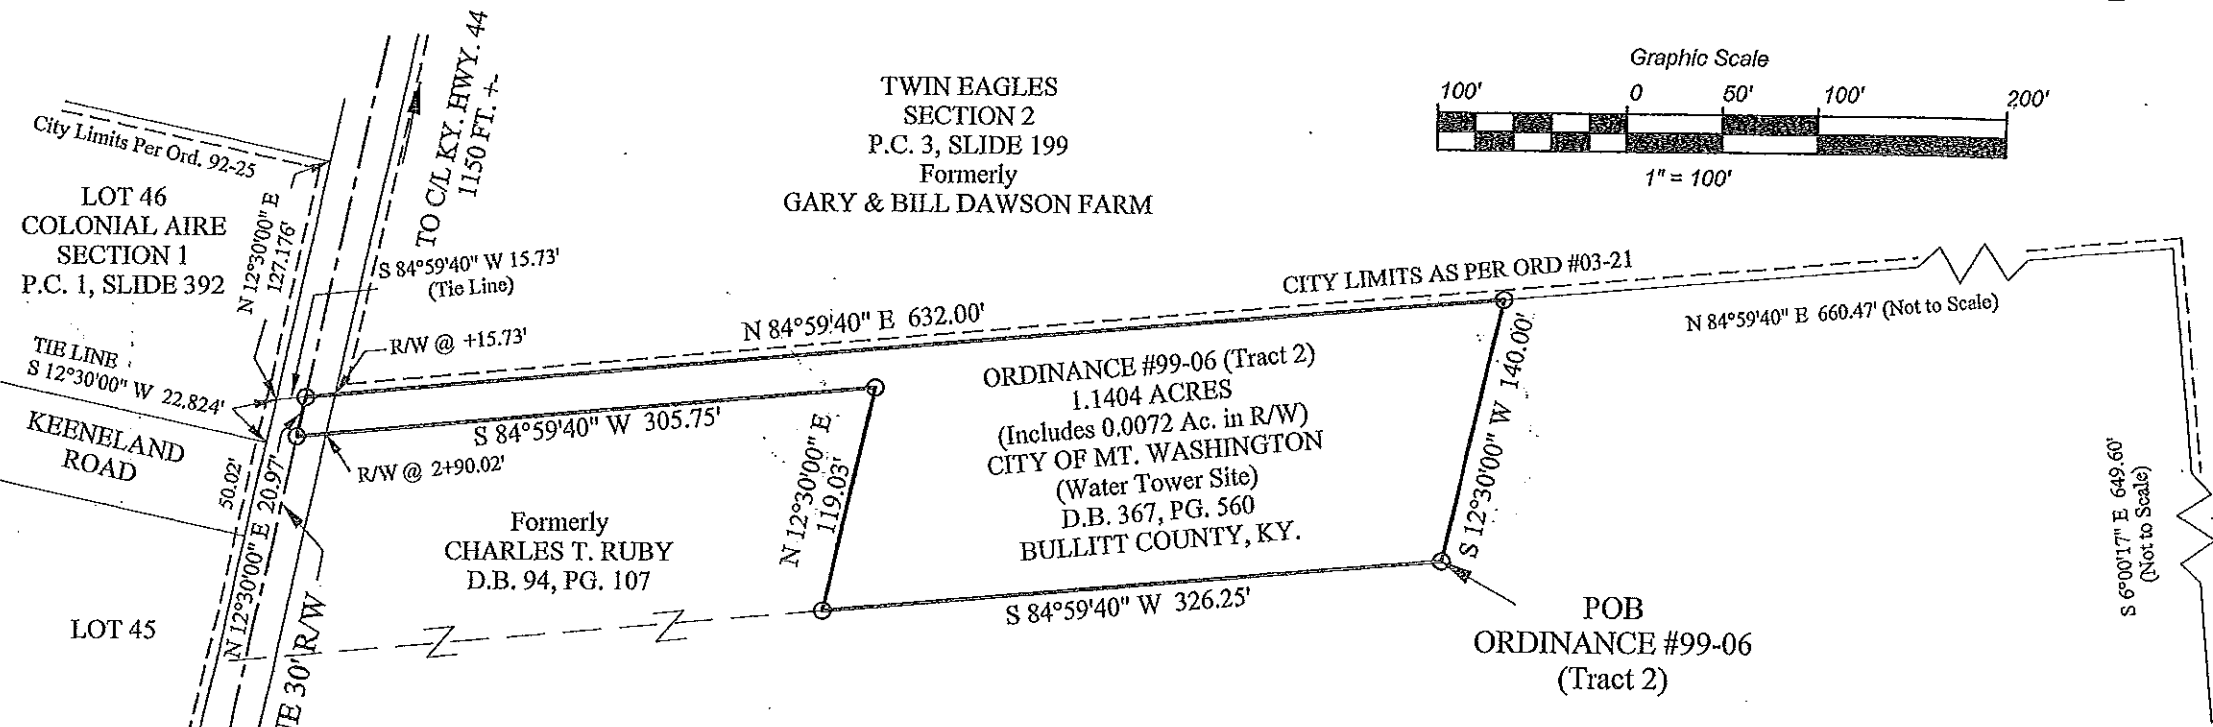 TO C/L KY. HWY. 44
1150 FT. +-
TWIN EAGLES
SECTION 2
P.C. 3, SLIDE 199
Formerly
GARY & BILL DAWSON FARM
Graphic Scale
100' 0 50' 100' 200'
1" = 100'
City Limits Per Ord. 92-25
LOT 46
COLONIAL AIRE
SECTION 1
P.C. 1, SLIDE 392
N 12°30'00" E
127.176'
S 84°59'40" W 15.73'
(Tie Line)
R/W @ +15.73'
N 84°59'40" E 632.00'
CITY LIMITS AS PER ORD #03-21
N 84°59'40" E 660.47' (Not to Scale)
TIE LINE
S 12°30'00" W 22.824'
KEENELAND
ROAD
50.02'
N 12°30'00" E 20.97'
S 84°59'40" W 305.75'
R/W @ 2+90.02'
Formerly
CHARLES T. RUBY
D.B. 94, PG. 107
N 12°30'00" E
119.03'
ORDINANCE #99-06 (Tract 2)
1.1404 ACRES
(Includes 0.0072 Ac. in R/W)
CITY OF MT. WASHINGTON
(Water Tower Site)
D.B. 367, PG. 560
BULLITT COUNTY, KY.
S 12°30'00" W 140.00'
S 6°00'17" E 649.60'
(Not to Scale)
LOT 45
30' R/W
S 84°59'40" W 326.25'
POB
ORDINANCE #99-06
(Tract 2)